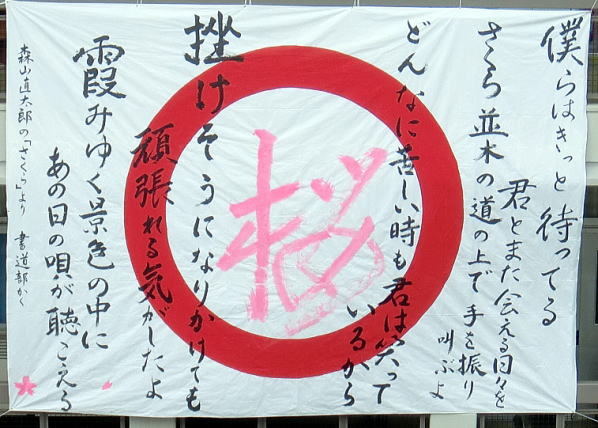 僕らはきっと待ってる
君とまた会える日々を
さくら並木の道の上で
手を振り叫ぶよ
どんなに苦しい時も
君は笑っているから
挫けそうになりかけても
頑張れる気がしたよ
霞みゆく景色の中に
あの日の唄が聴こえる
森山直太郎の「さくら」より 書道部かく
桜